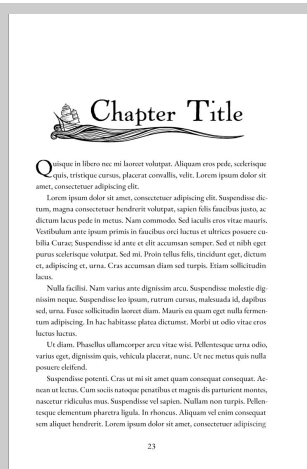 Chapter Title
Quisque in libero nec mi laoreet volutpat. Aliquam eros pede, scelerisque
quis, tristique cursus, placerat convallis, velit. Lorem ipsum dolor sit
amet, consectetuer adipiscing elit.
Lorem ipsum dolor sit amet, consectetuer adipiscing elit. Suspendisse dic-
tum, magna consectetuer hendrerit volutpat, sapien felis faucibus justo, ac
dictum lacus pede in metus. Nam commodo. Sed iaculis eros vitae mauris.
Vestibulum ante ipsum primis in faucibus orci luctus et ultrices posuere cu-
bilia Curae; Suspendisse id ante et elit accumsan semper. Sed et nibh eget
purus scelerisque volutpat. Sed mi. Proin tellus felis, tincidunt eget, dictum
et, adipiscing et, urna. Cras accumsan diam sed turpis. Etiam sollicitudin
lacus.
Nulla facilisi. Nam varius ante dignissim arcu. Suspendisse molestie dig-
nissim neque. Suspendisse leo ipsum, rutrum cursus, malesuada id, dapibus
sed, urna. Fusce sollicitudin laoreet diam. Mauris eu quam eget nulla fermen-
tum adipiscing. In hac habitasse platea dictumst. Morbi ut odio vitae eros
luctus luctus.
Ut diam. Phasellus ullamcorper arcu vitae wisi. Pellentesque urna odio,
varius eget, dignissim quis, vehicula placerat, nunc. Ut nec metus quis nulla
posuere eleifend.
Suspendisse potenti. Cras ut mi sit amet quam consequat consequat. Ae-
nean ut lectus. Cum sociis natoque penatibus et magnis dis parturient montes,
nascetur ridiculus mus. Suspendisse vel sapien. Nullam non turpis. Pellen-
tesque elementum pharetra ligula. In rhoncus. Aliquam vel enim consequat
sem aliquet hendrerit. Lorem ipsum dolor sit amet, consectetuer adipiscing
23